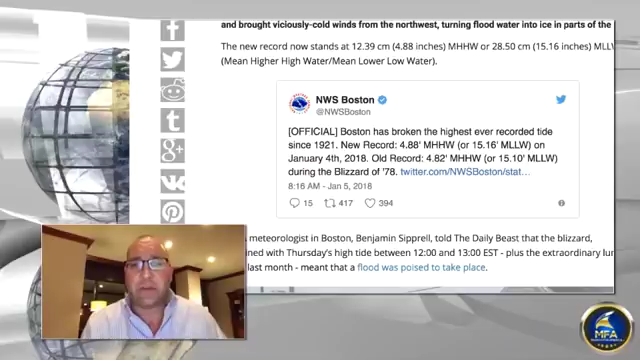 and brought viciously-cold winds from the northwest, turning flood water into ice in parts of the
The new record now stands at 12.39 cm (4.88 inches) MHHW or 28.50 cm (15.16 inches) MLLW
(Mean Higher High Water/Mean Lower Low Water).
NWS Boston
@NWSBoston
[OFFICIAL] Boston has broken the highest ever recorded tide
since 1921. New Record: 4.88' MHHW (or 15.16' MLLW) on
January 4th, 2018. Old Record: 4.82' MHHW (or 15.10' MLLW)
during the Blizzard of '78. twitter.com/NWSBoston/stat…
8:16 AM - Jan 5, 2018
15 417 394
meteorologist in Boston, Benjamin Sipprell, told The Daily Beast that the blizzard,
ined with Thursday's high tide between 12:00 and 13:00 EST - plus the extraordinary lun
last month - meant that a flood was poised to take place.
MFA